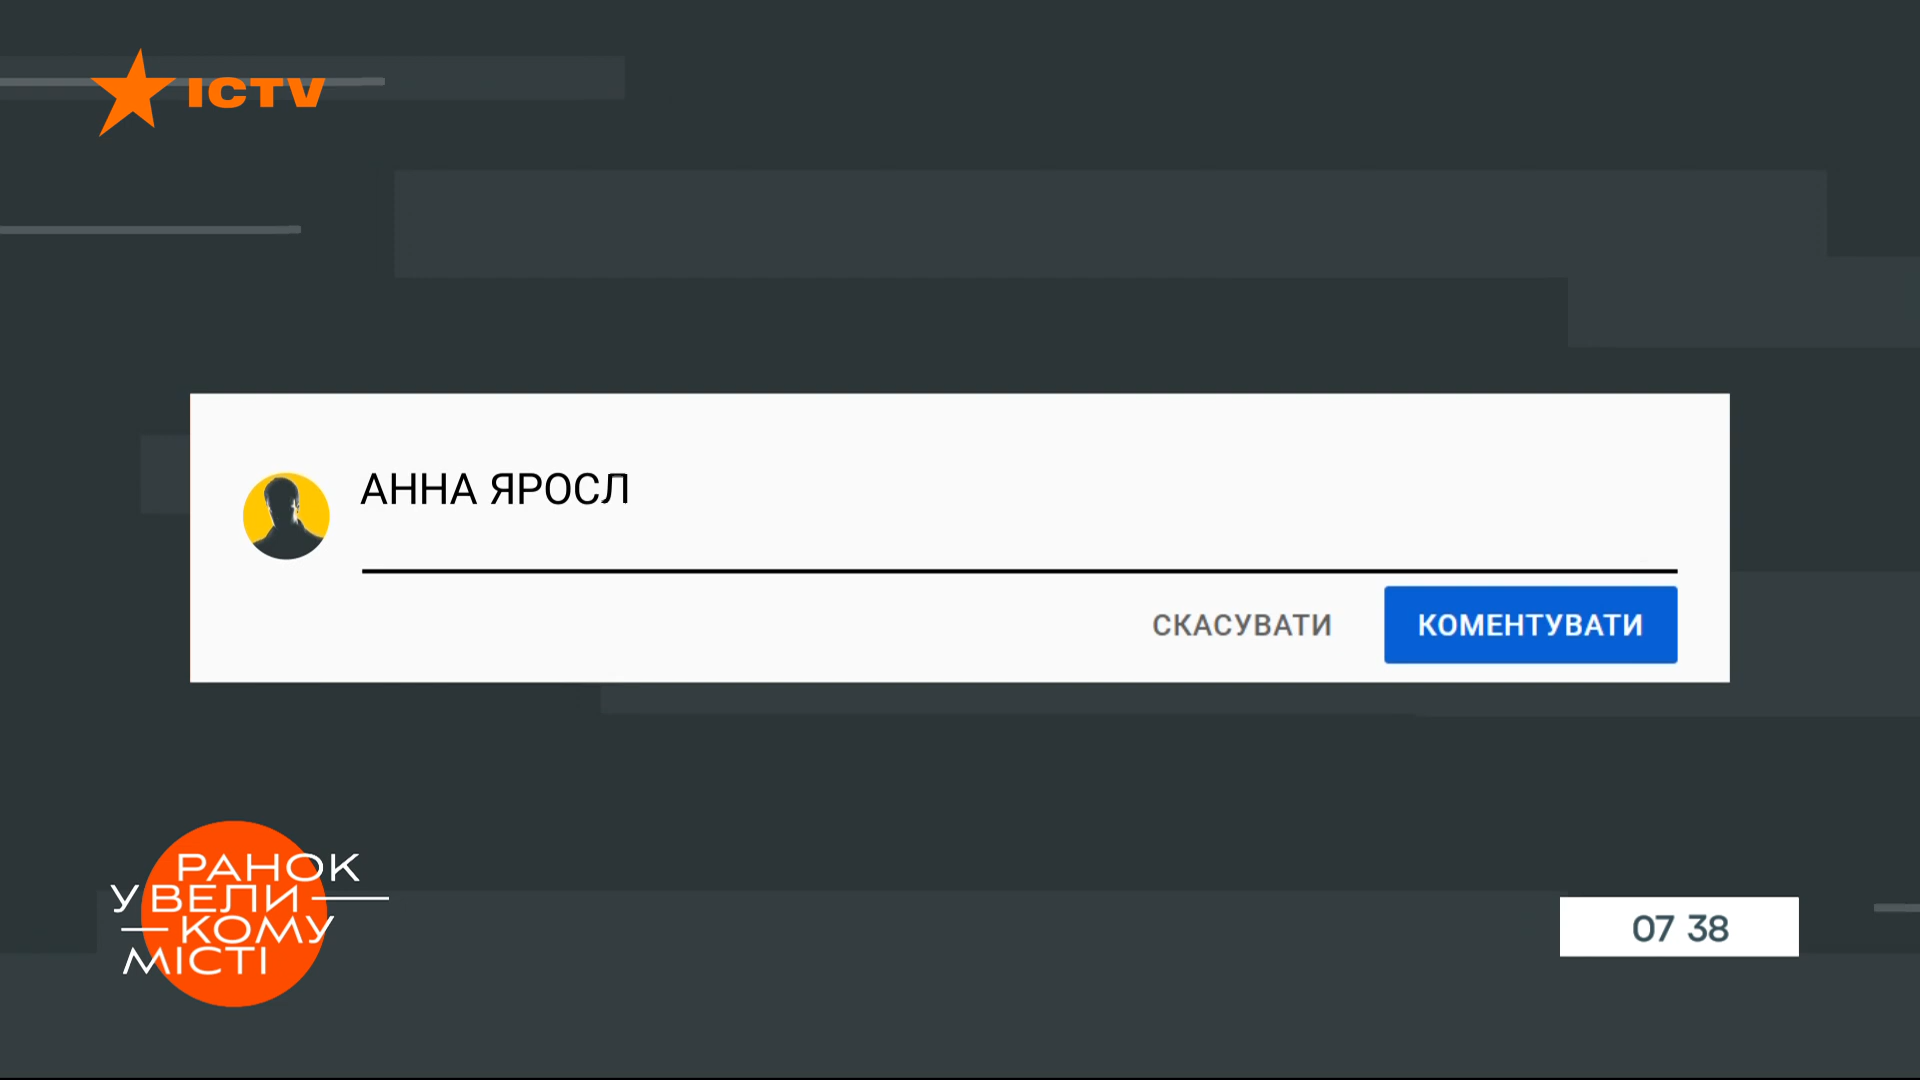 ICTV
АННА ЯРОСЛ
СКАСУВАТИ
КОМЕНТУВАТИ
РАНОК
У ВЕЛИ
КОМУ
МІСТІ
07 38